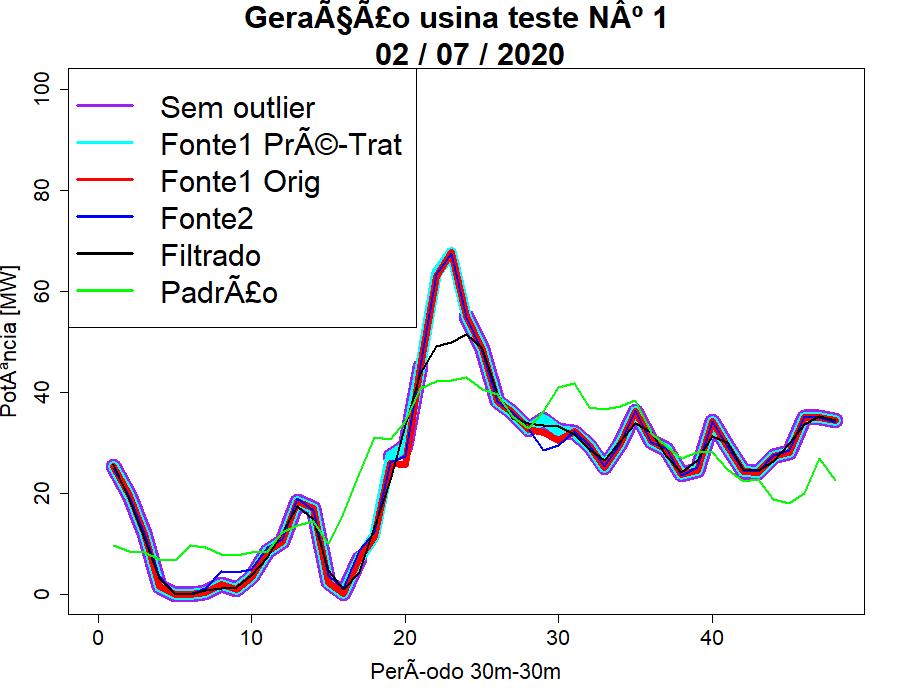 GeraÃ§Ã£o usina teste NÂº 1
02 / 07 / 2020
Sem outlier
Fonte1 PrÃ©-Trat
Fonte1 Orig
Fonte2
Filtrado
PadrÃ£o
PotÃªncia [MW]
100
80
60
40
20
0
0 10 20 30 40
PerÃ­-odo 30m-30m